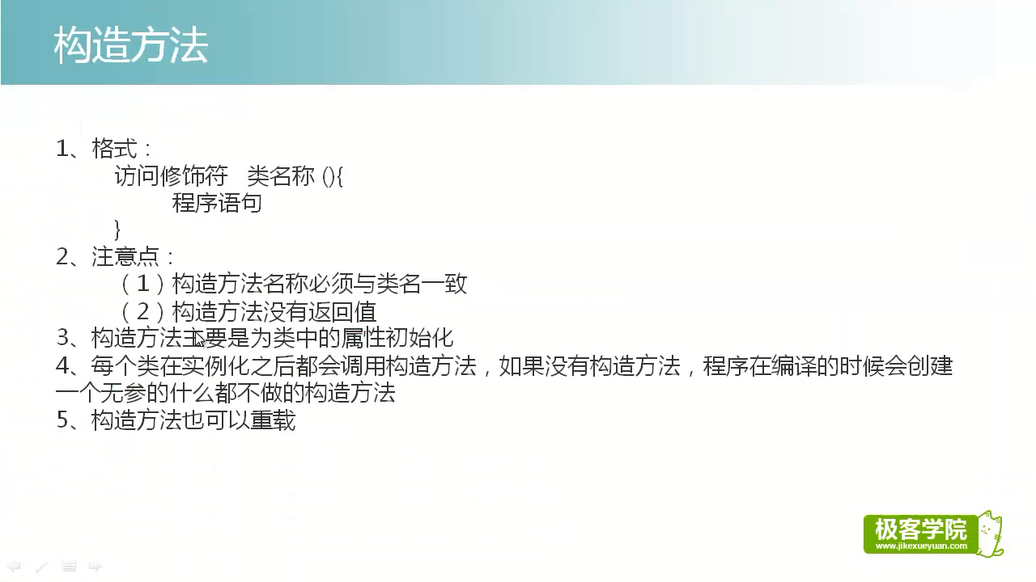 构造方法
1、格式：
访问修饰符 类名称 (){
程序语句
}
2、注意点：
（1）构造方法名称必须与类名一致
（2）构造方法没有返回值
3、构造方法主要是为类中的属性初始化
4、每个类在实例化之后都会调用构造方法，如果没有构造方法，程序在编译的时候会创建
一个无参的什么都不做的构造方法
5、构造方法也可以重载
极客学院
www.jikexueyuan.com